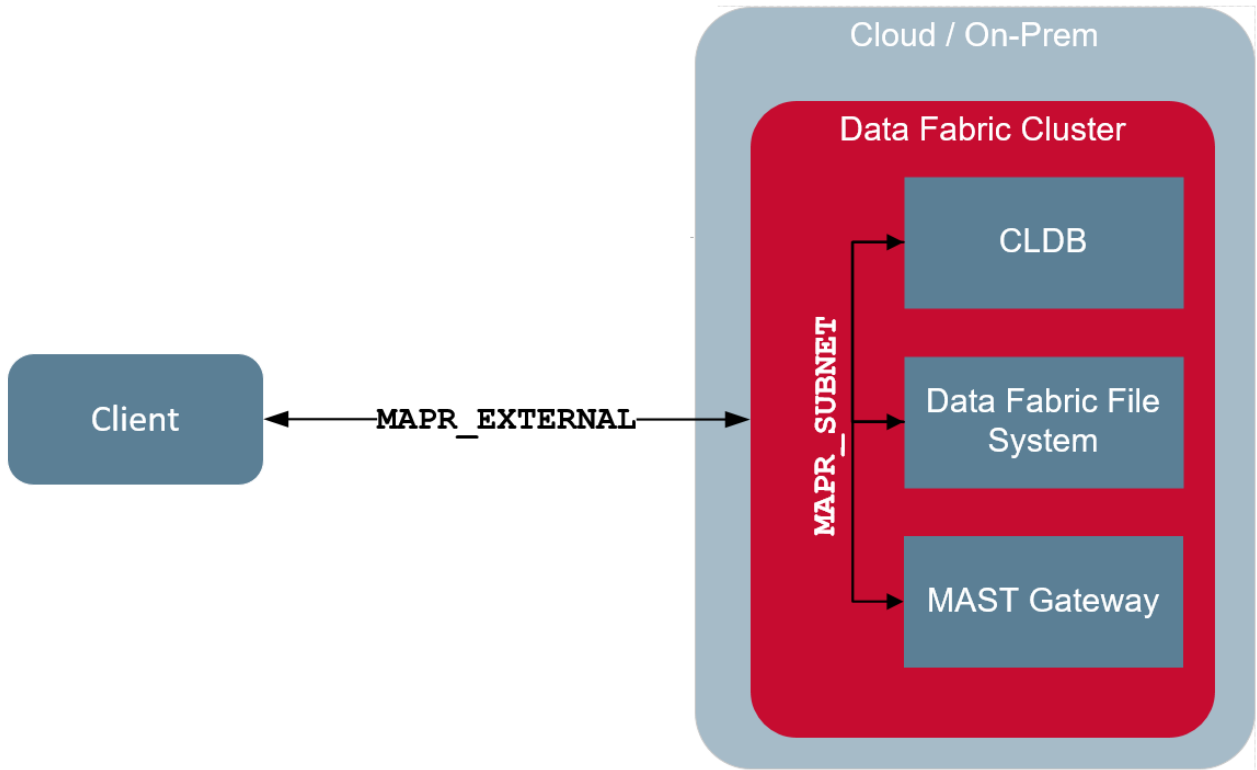 Cloud / On-Prem
Data Fabric Cluster
CLDB
MAPR_SUBNET
Data Fabric File
System
Client
MAPR_EXTERNAL
MAST Gateway